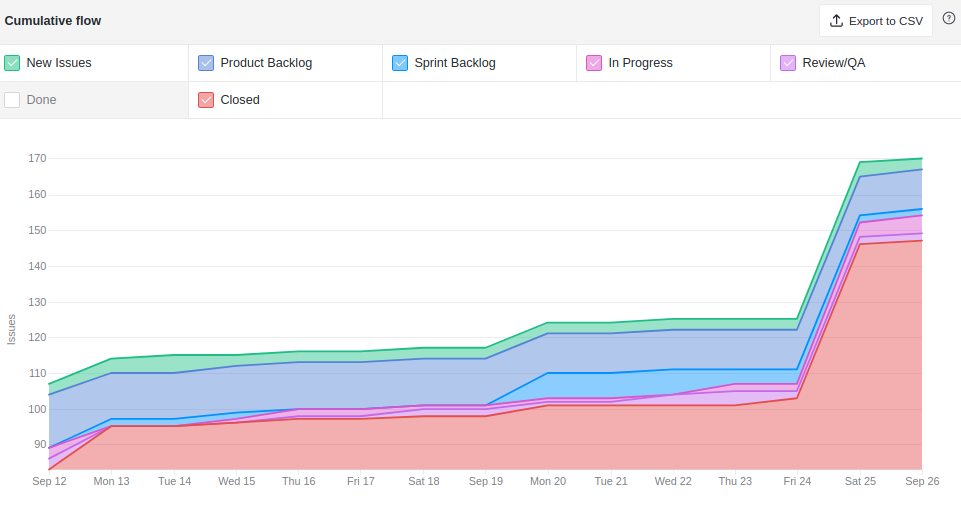 Cumulative flow
Export to CSV
New Issues
Product Backlog
Sprint Backlog
In Progress
Review/QA
Done
Closed
170
160
150
140
130
120
110
100
90
Issues
Sep 12
Mon 13
Tue 14
Wed 15
Thu 16
Fri 17
Sat 18
Sep 19
Mon 20
Tue 21
Wed 22
Thu 23
Fri 24
Sat 25
Sep 26